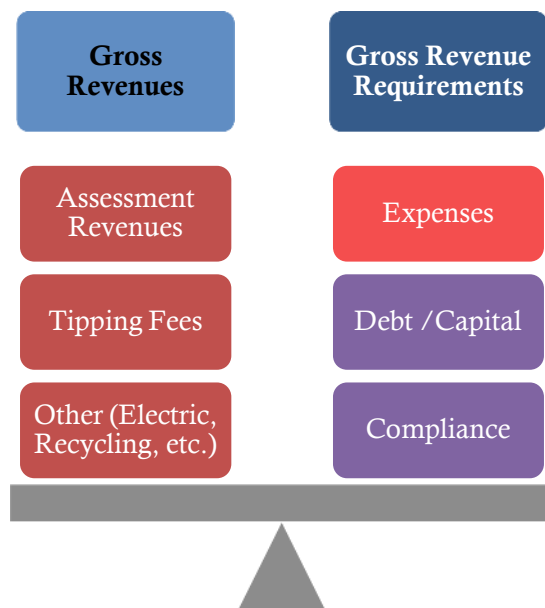 Gross
Revenues
Gross Revenue
Requirements
Assessment
Revenues
Expenses
Tipping Fees
Debt /Capital
Other (Electric,
Recycling, etc.)
Compliance